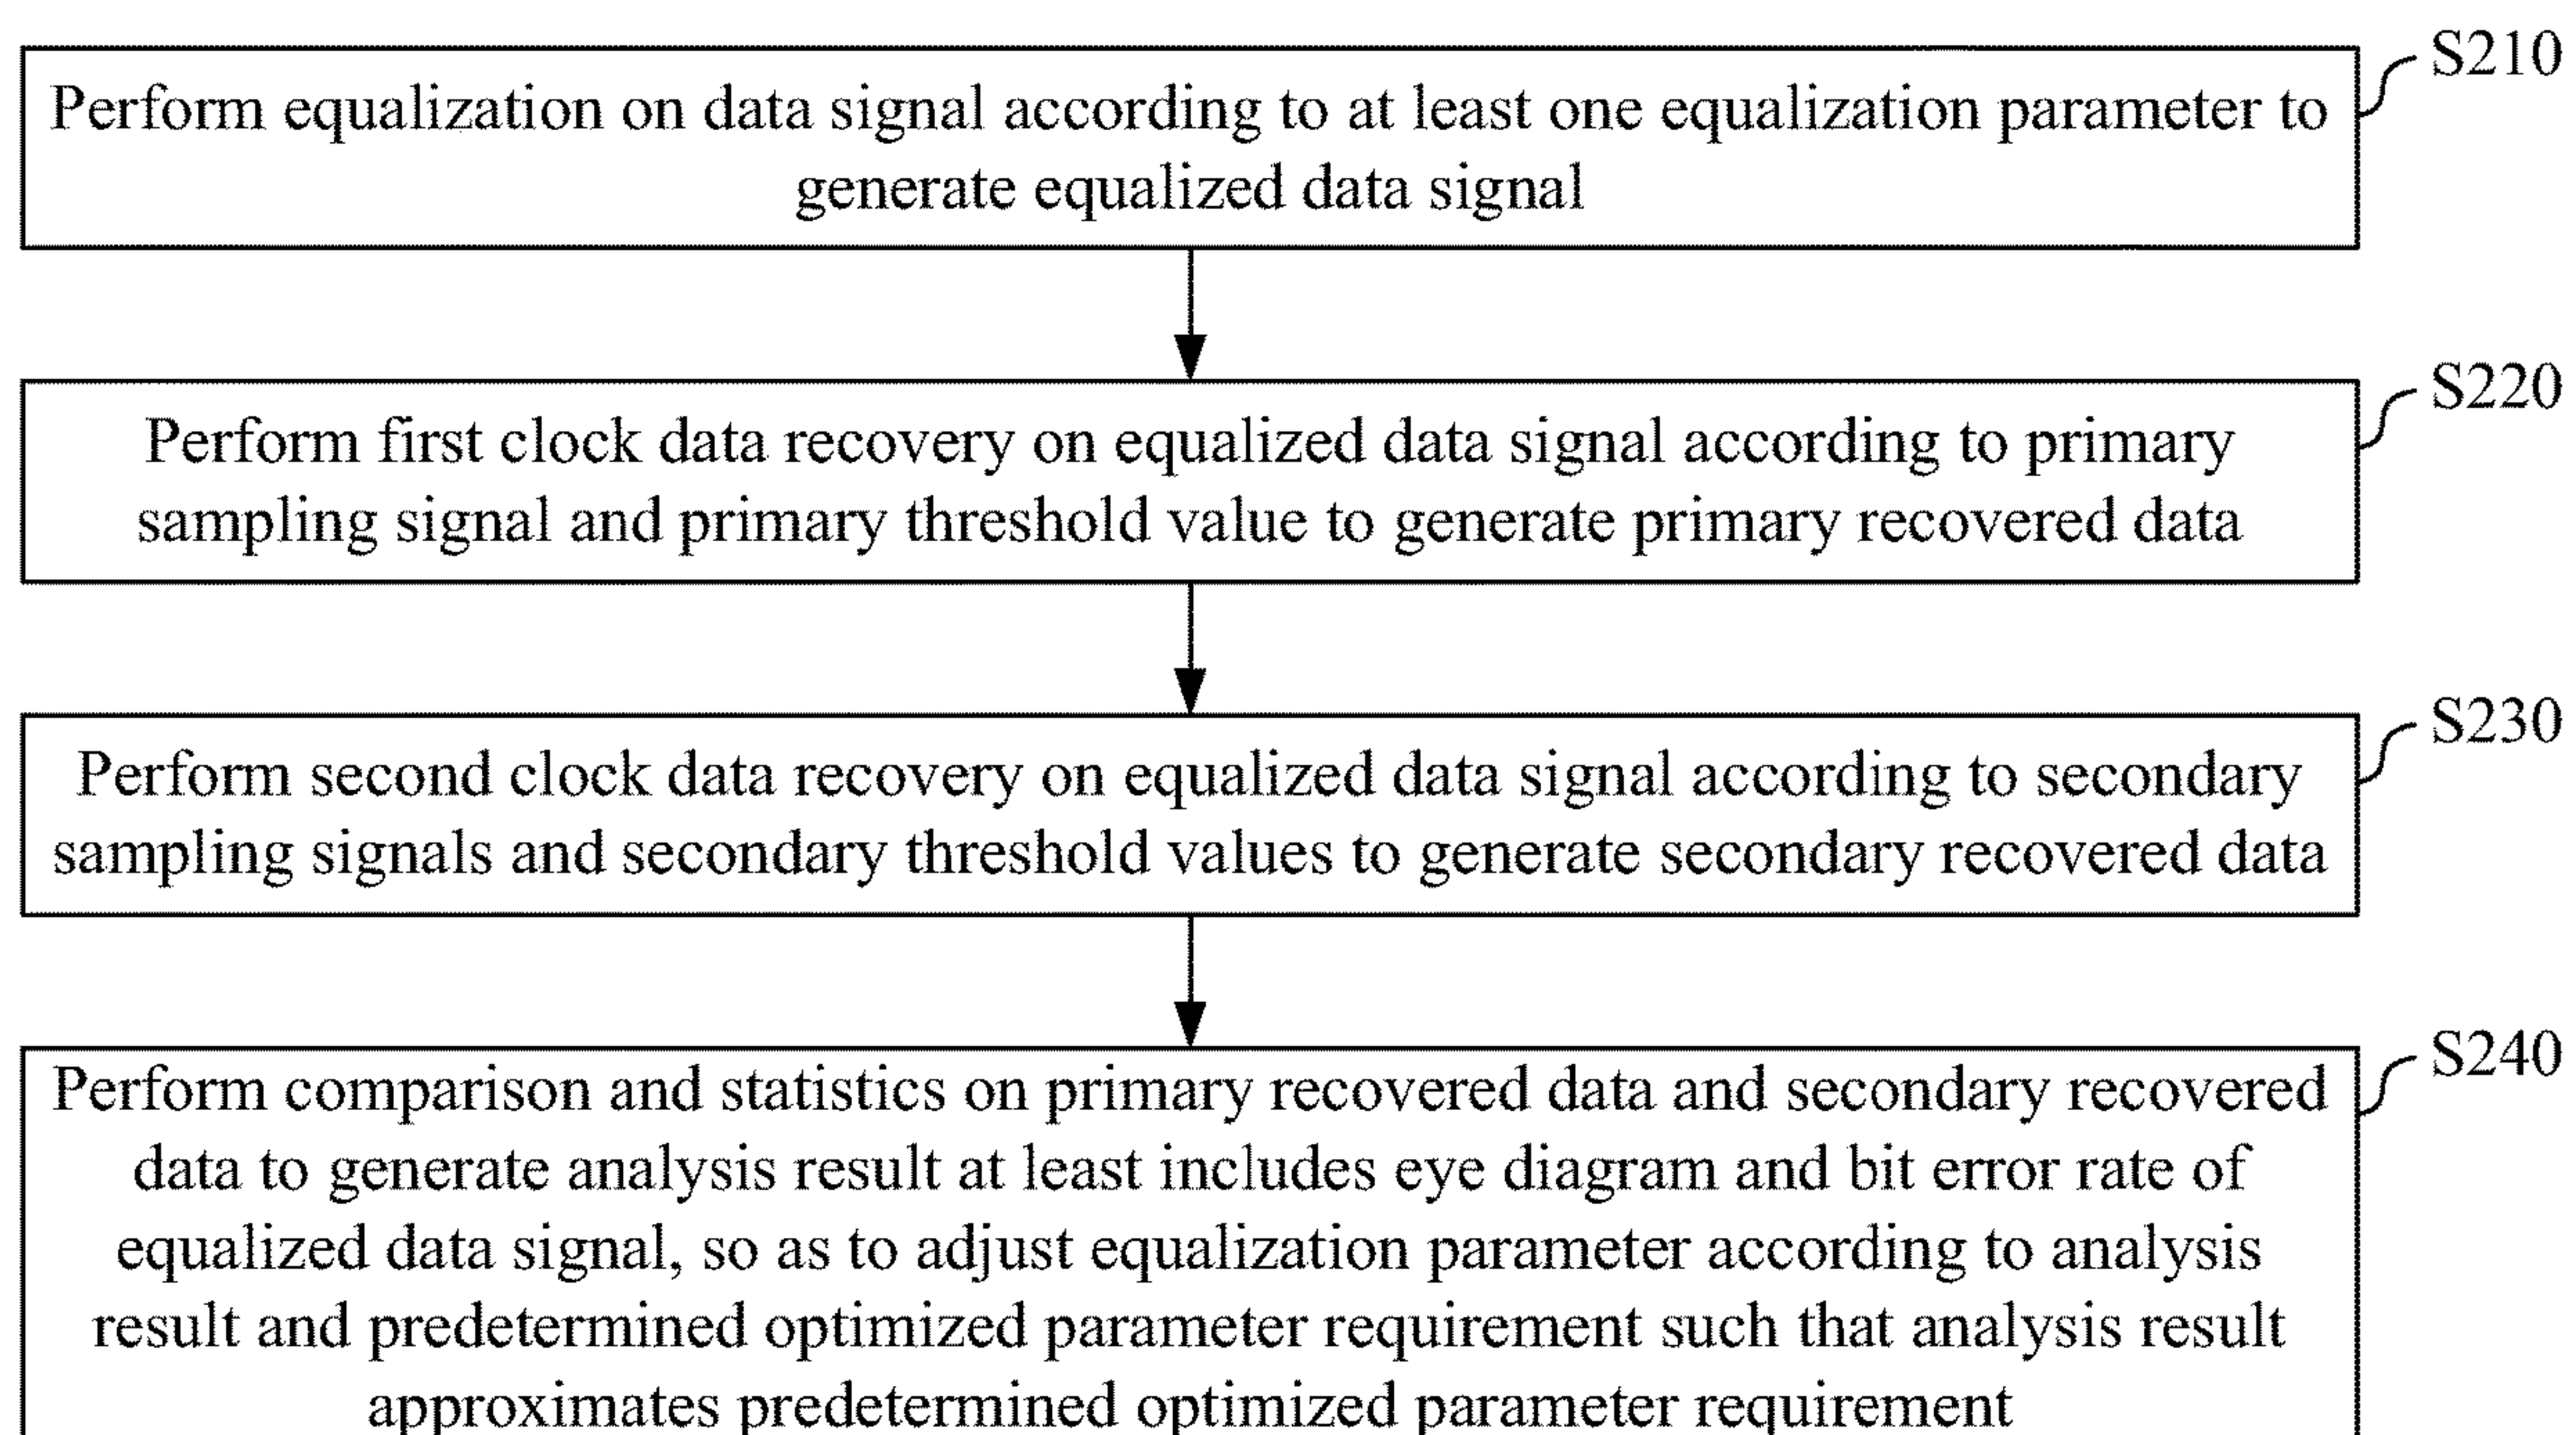 S210
Perform equalization on data signal according to at least one equalization parameter to
generate equalized data signal
S220
Perform first clock data recovery on equalized data signal according to primary
sampling signal and primary threshold value to generate primary recovered data
S230
Perform second clock data recovery on equalized data signal according to secondary
sampling signals and secondary threshold values to generate secondary recovered data
S240
Perform comparison and statistics on primary recovered data and secondary recovered
data to generate analysis result at least includes eye diagram and bit error rate of
equalized data signal, so as to adjust equalization parameter according to analysis
result and predetermined optimized parameter requirement such that analysis result
approximates predetermined optimized parameter requirement